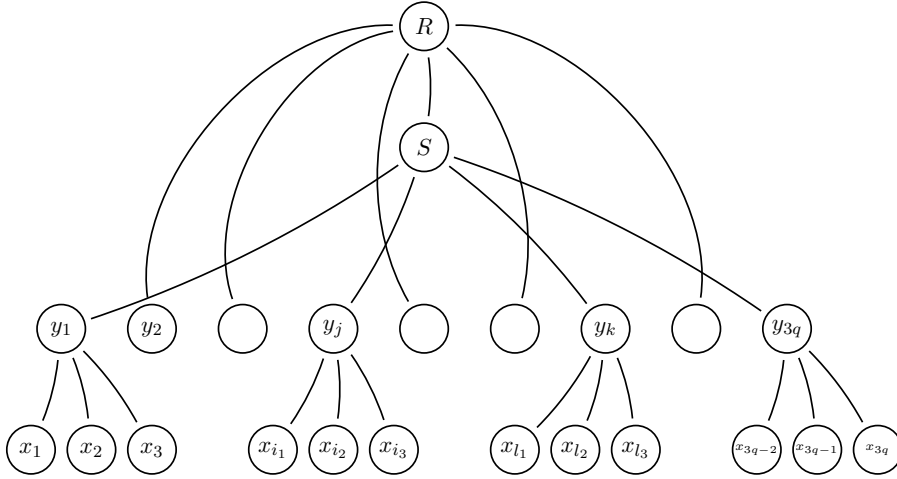 R
S
y₁ y₂ yⱼ yₖ y₃q
x₁ x₂ x₃ xᵢ₁ xᵢ₂ xᵢ₃ xₗ₁ xₗ₂ xₗ₃ x₃q₋₂ x₃q₋₁ x₃q